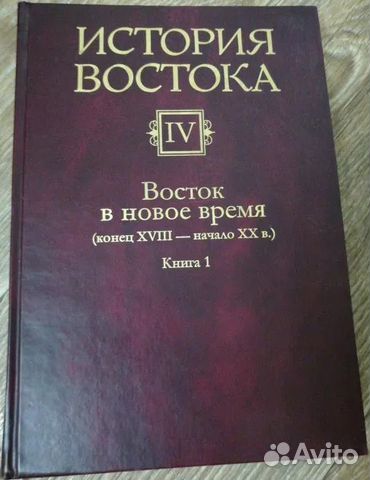 ИСТОРИЯ
ВОСТОКА
IV
Восток
в новое время
(конец XVIII — начало XX в.)
Книга 1
Avito